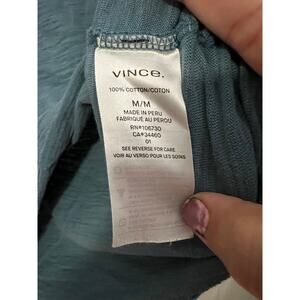 VINCE.
100% COTTON/COTON
M/M
MADE IN PERU
FABRIQUÉ AU PÉROU
RN#106730
CA#34460
01
SEE REVERSE FOR CARE
VOIR AU VERSO POUR LES SOINS